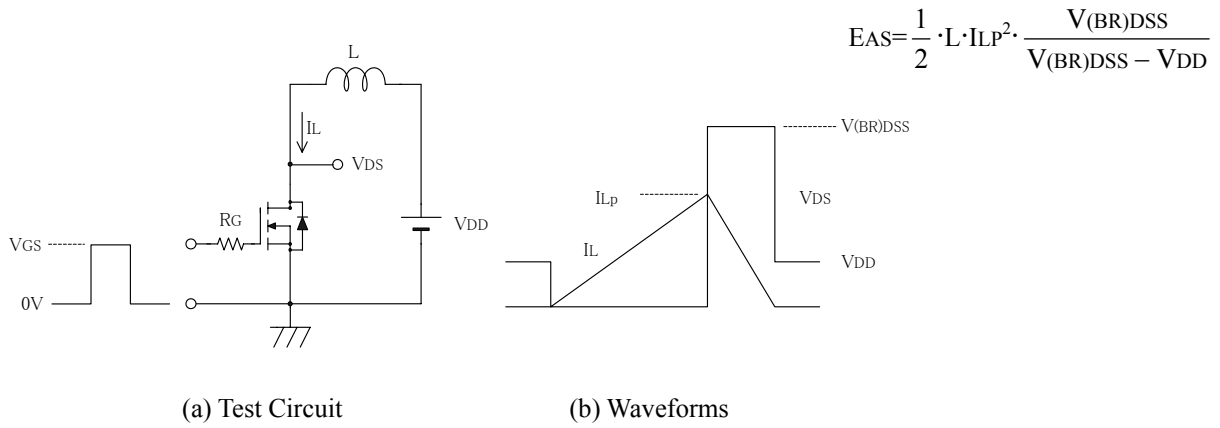 EAS=1/2 ·L·ILP²· V(BR)DSS/V(BR)DSS – VDD
L
IL
VDS
RG
VDD
VGS
0V
V(BR)DSS
ILp
VDS
IL
VDD
(a) Test Circuit
(b) Waveforms